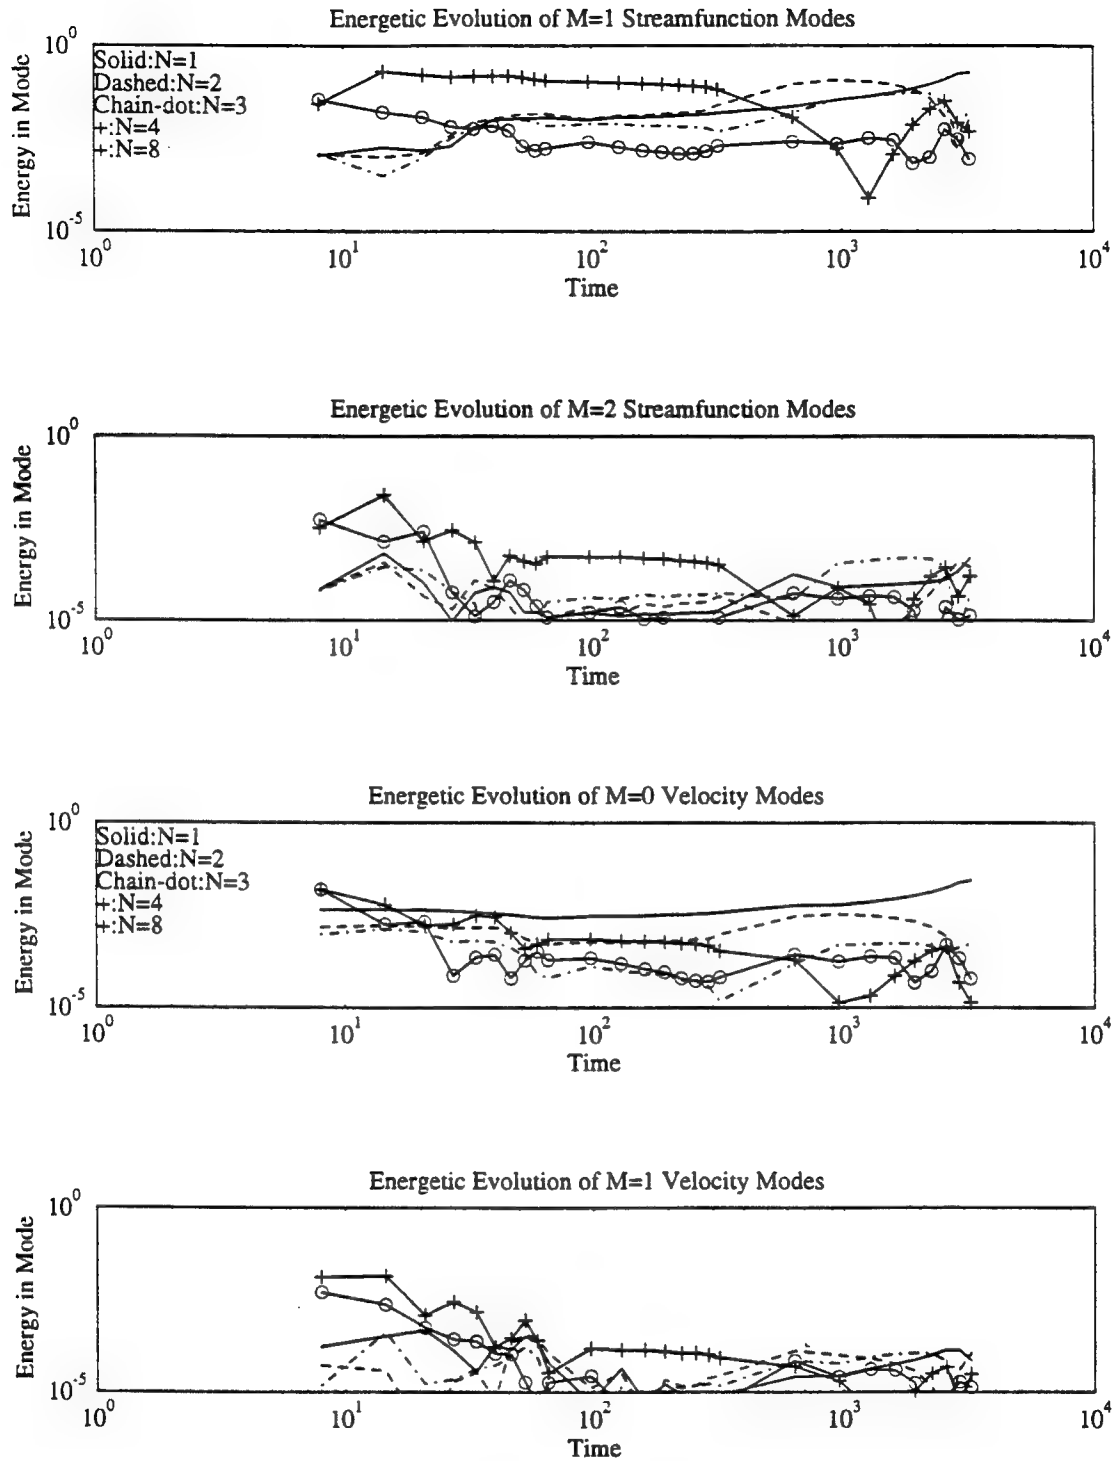 Energetic Evolution of M=1 Streamfunction Modes
10^0
Solid:N=1
Dashed:N=2
Chain-dot:N=3
+:N=4
+:N=8
Energy in Mode
10^-5
10^0 10^1 10^2 10^3 10^4
Time
Energetic Evolution of M=2 Streamfunction Modes
10^0
Energy in Mode
10^-5
10^0 10^1 10^2 10^3 10^4
Time
Energetic Evolution of M=0 Velocity Modes
10^0
Solid:N=1
Dashed:N=2
Chain-dot:N=3
+:N=4
+:N=8
Energy in Mode
10^-5
10^0 10^1 10^2 10^3 10^4
Time
Energetic Evolution of M=1 Velocity Modes
10^0
Energy in Mode
10^-5
10^0 10^1 10^2 10^3 10^4
Time